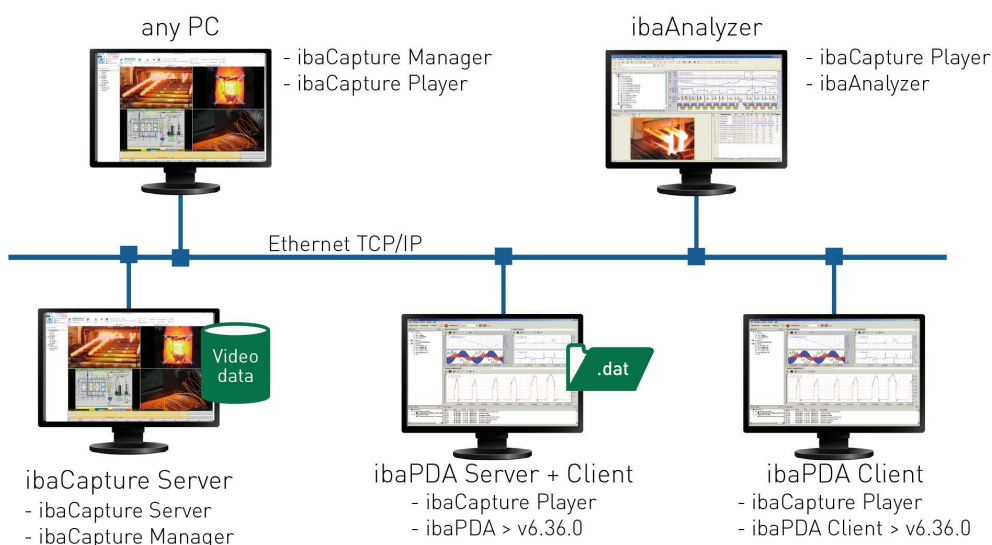 any PC
- ibaCapture Manager
- ibaCapture Player
ibaAnalyzer
- ibaCapture Player
- ibaAnalyzer
Ethernet TCP/IP
Video
data
.dat
ibaCapture Server
- ibaCapture Server
- ibaCapture Manager
ibaPDA Server + Client
- ibaCapture Player
- ibaPDA > v6.36.0
ibaPDA Client
- ibaCapture Player
- ibaPDA Client > v6.36.0